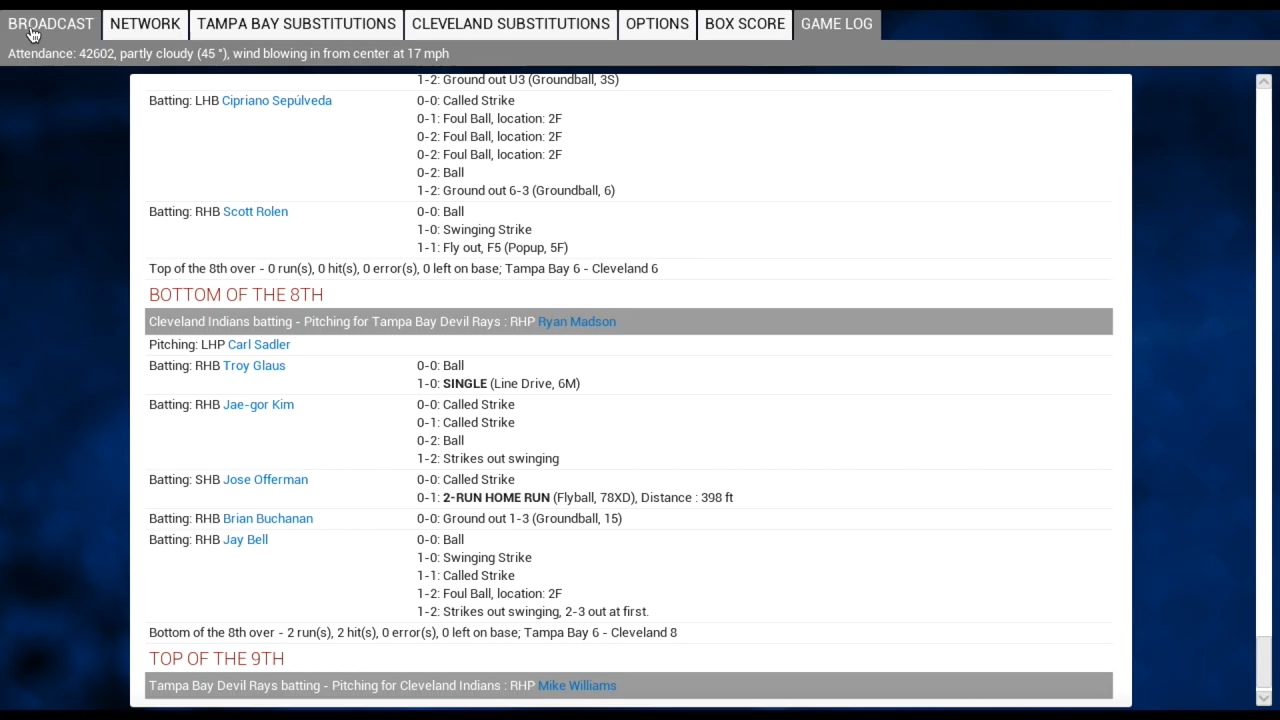 BROADCAST NETWORK TAMPA BAY SUBSTITUTIONS CLEVELAND SUBSTITUTIONS OPTIONS BOX SCORE GAME LOG
Attendance: 42602, partly cloudy (45 °), wind blowing in from center at 17 mph
1-2: Ground out U3 (Groundball, 3S)
Batting: LHB Cipriano Sepúlveda 0-0: Called Strike
0-1: Foul Ball, location: 2F
0-2: Foul Ball, location: 2F
0-2: Foul Ball, location: 2F
0-2: Ball
1-2: Ground out 6-3 (Groundball, 6)
Batting: RHB Scott Rolen 0-0: Ball
1-0: Swinging Strike
1-1: Fly out, F5 (Popup, 5F)
Top of the 8th over - 0 run(s), 0 hit(s), 0 error(s), 0 left on base; Tampa Bay 6 - Cleveland 6
BOTTOM OF THE 8TH
Cleveland Indians batting - Pitching for Tampa Bay Devil Rays : RHP Ryan Madson
Pitching: LHP Carl Sadler
Batting: RHB Troy Glaus 0-0: Ball
1-0: SINGLE (Line Drive, 6M)
Batting: RHB Jae-gor Kim 0-0: Called Strike
0-1: Called Strike
0-2: Ball
1-2: Strikes out swinging
Batting: SHB Jose Offerman 0-0: Called Strike
0-1: 2-RUN HOME RUN (Flyball, 78XD), Distance : 398 ft
Batting: RHB Brian Buchanan 0-0: Ground out 1-3 (Groundball, 15)
Batting: RHB Jay Bell 0-0: Ball
1-0: Swinging Strike
1-1: Called Strike
1-2: Foul Ball, location: 2F
1-2: Strikes out swinging, 2-3 out at first.
Bottom of the 8th over - 2 run(s), 2 hit(s), 0 error(s), 0 left on base; Tampa Bay 6 - Cleveland 8
TOP OF THE 9TH
Tampa Bay Devil Rays batting - Pitching for Cleveland Indians : RHP Mike Williams